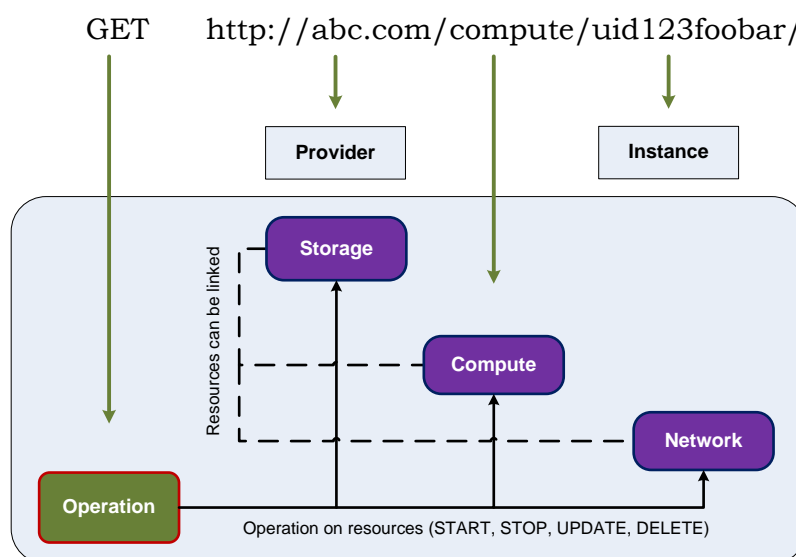 GET http://abc.com/compute/uid123foobar/
Provider
Instance
Storage
Resources can be linked
Compute
Network
Operation
Operation on resources (START, STOP, UPDATE, DELETE)